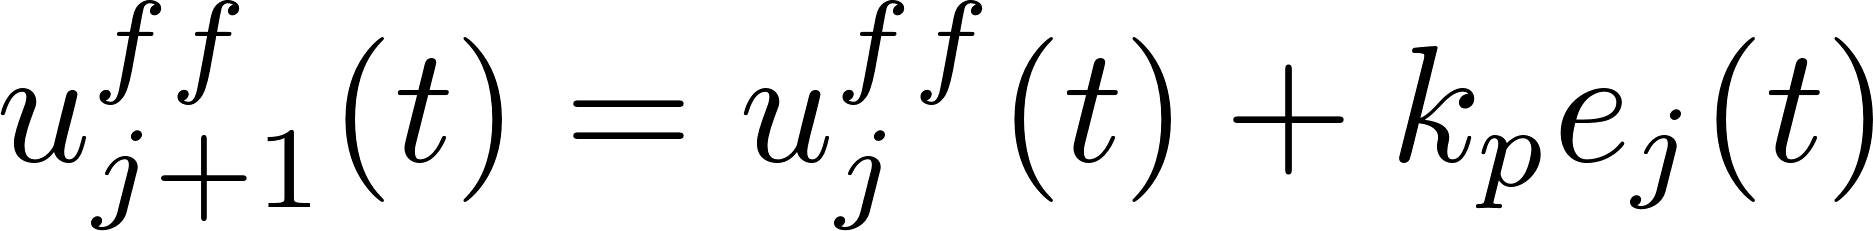 u_{j+1}^{ff}(t) = u_j^{ff}(t) + k_p e_j(t)